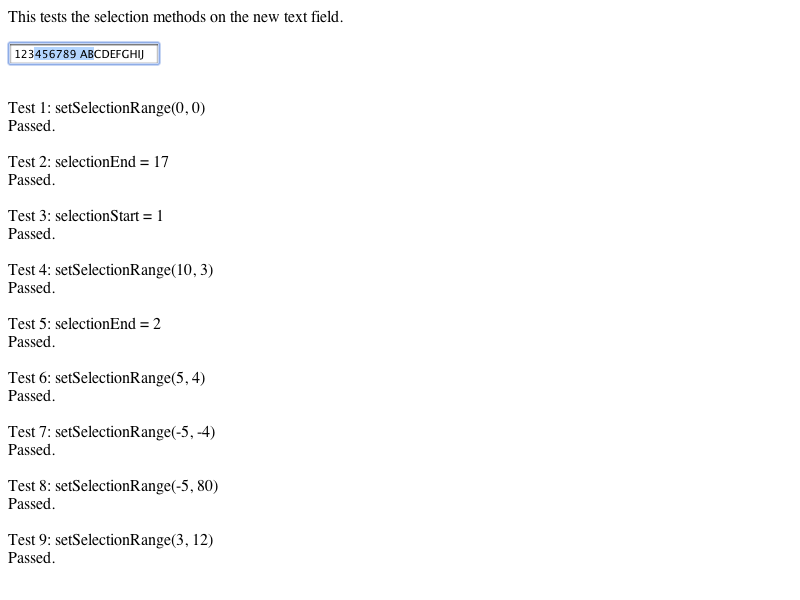 This tests the selection methods on the new text field.
123456789 ABCDEFGHIJ
Test 1: setSelectionRange(0, 0)
Passed.
Test 2: selectionEnd = 17
Passed.
Test 3: selectionStart = 1
Passed.
Test 4: setSelectionRange(10, 3)
Passed.
Test 5: selectionEnd = 2
Passed.
Test 6: setSelectionRange(5, 4)
Passed.
Test 7: setSelectionRange(-5, -4)
Passed.
Test 8: setSelectionRange(-5, 80)
Passed.
Test 9: setSelectionRange(3, 12)
Passed.